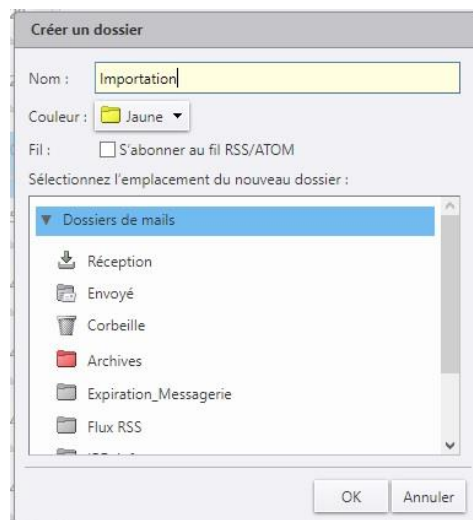 Créer un dossier
Nom : Importation
Couleur : Jaune
Fil : S'abonner au fil RSS/ATOM
Sélectionnez l'emplacement du nouveau dossier :
Dossiers de mails
Réception
Envoyé
Corbeille
Archives
Expiration_Messagerie
Flux RSS
OK Annuler